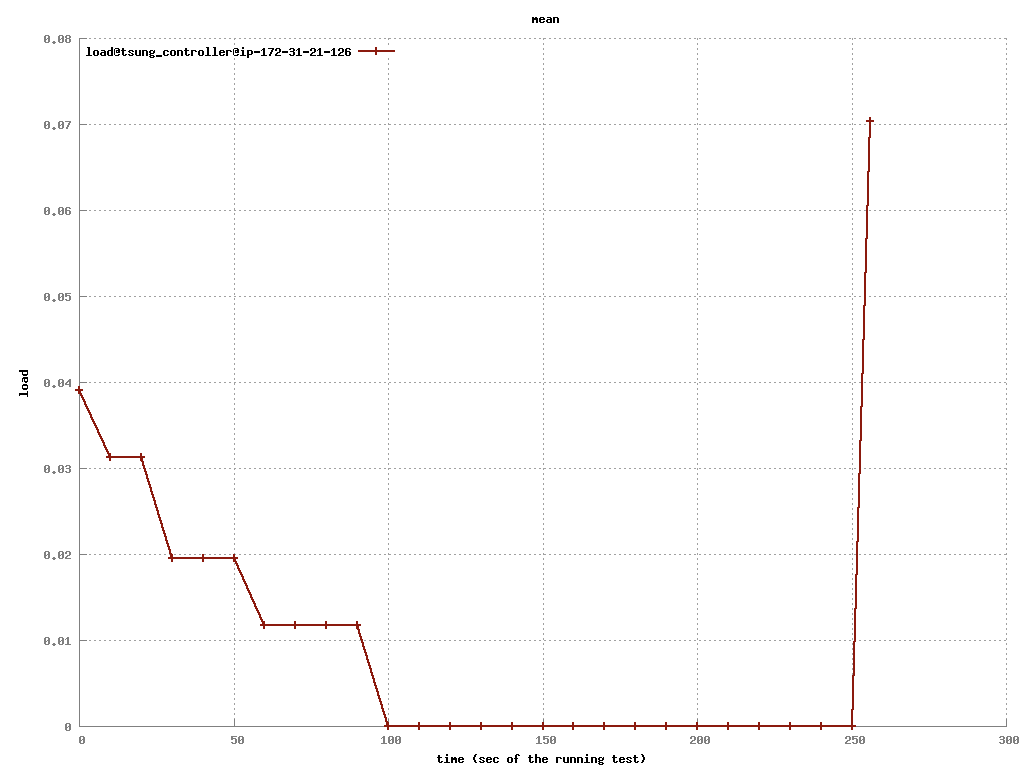 mean
0.08
load@tsung_controller@ip-172-31-21-126
0.07
0.06
0.05
load
0.04
0.03
0.02
0.01
0
0 50 100 150 200 250 300
time (sec of the running test)